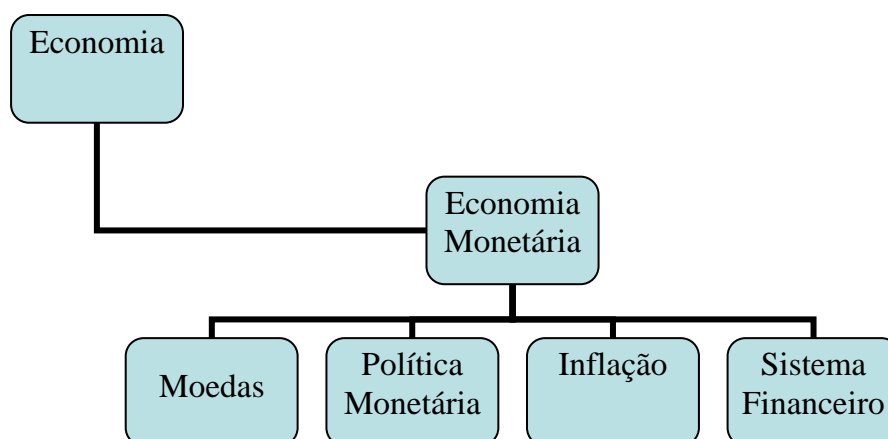 Economia
Economia
Monetária
Moedas
Política
Monetária
Inflação
Sistema
Financeiro